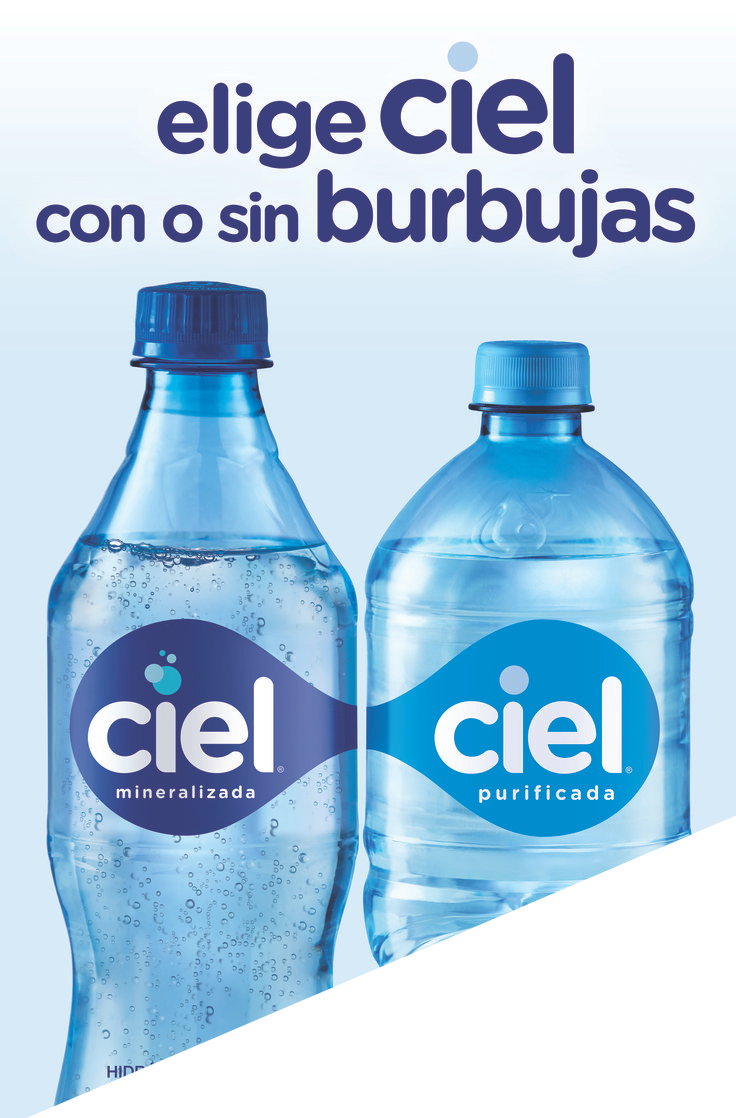 elige ciel
con o sin burbujas
ciel®
mineralizada
ciel®
purificada